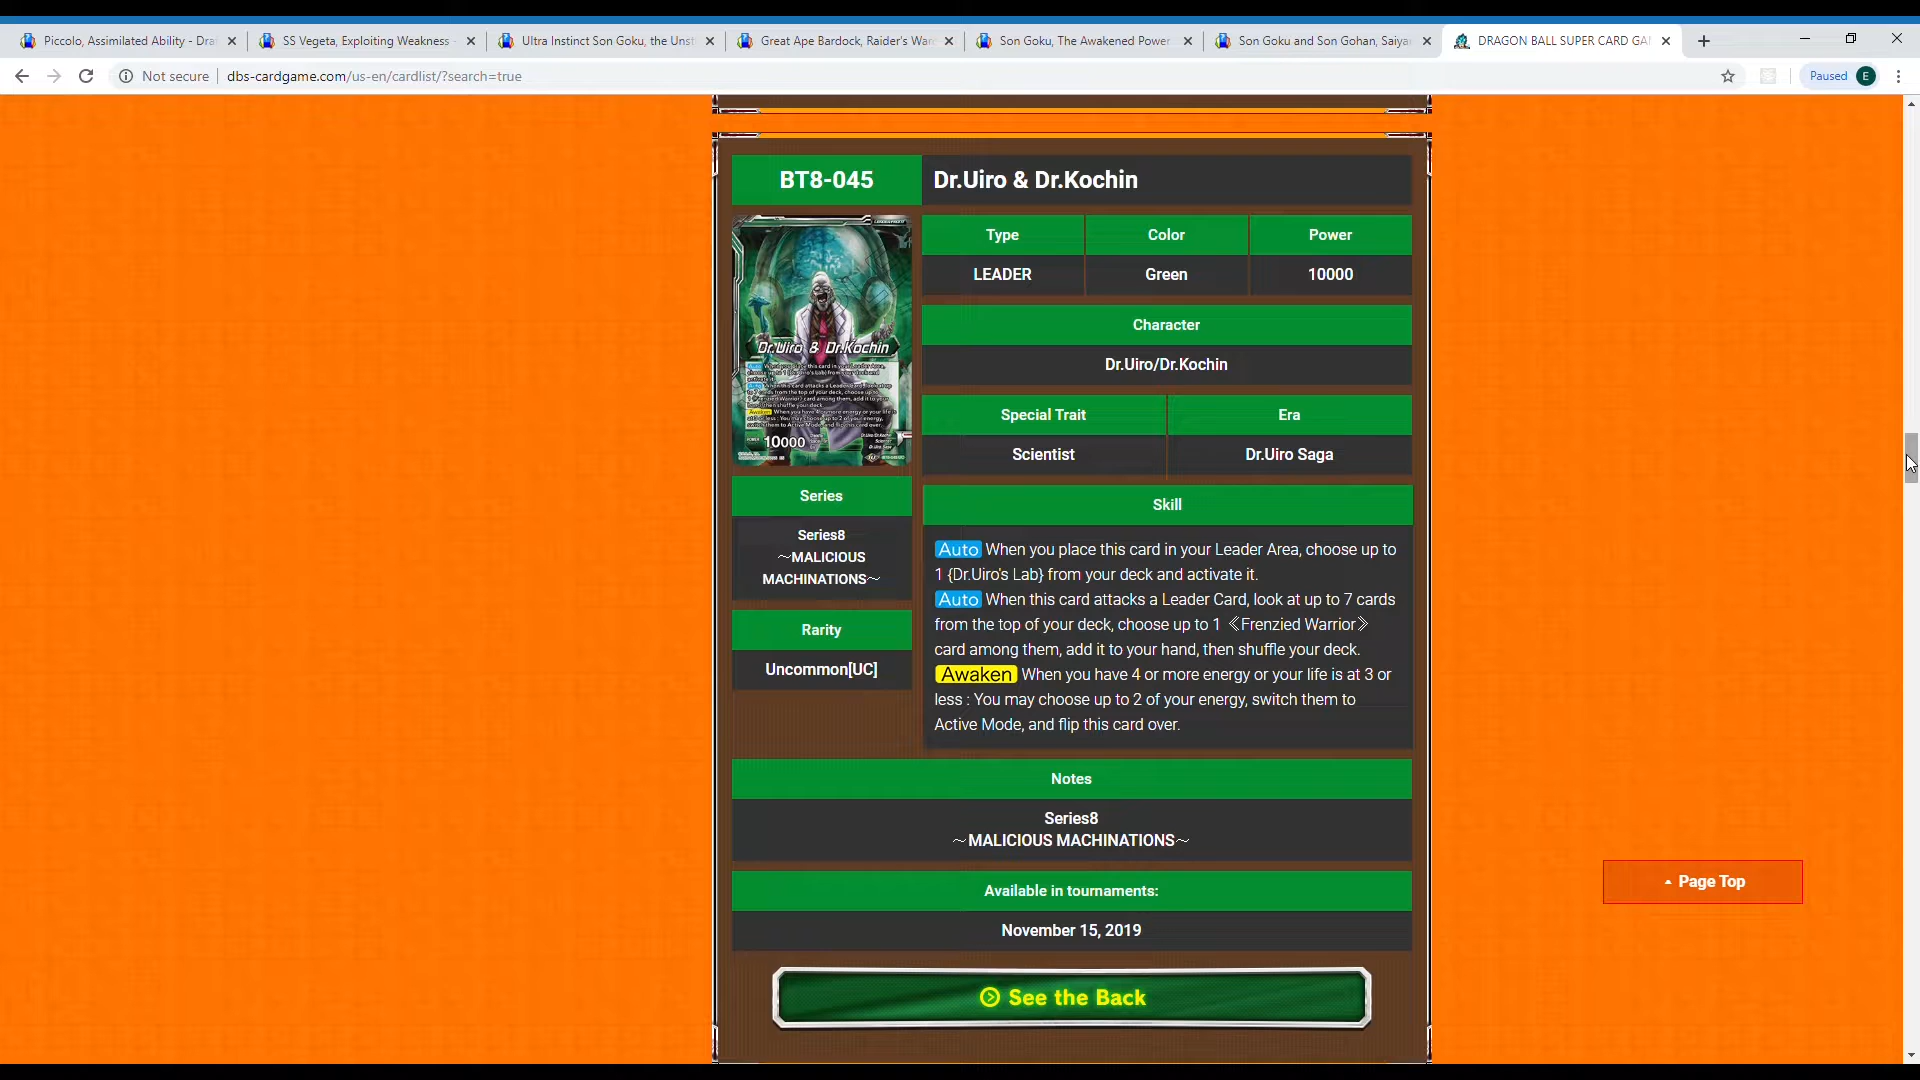 Piccolo, Assimilated Ability - Dra
SS Vegeta, Exploiting Weakness -
Ultra Instinct Son Goku, the Unst
Great Ape Bardock, Raider's War
Son Goku, The Awakened Power
Son Goku and Son Gohan, Saiya
DRAGON BALL SUPER CARD GA
Not secure
dbs-cardgame.com/us-en/cardlist/?search=true
Paused
E
BT8-045
Dr.Uiro & Dr.Kochin
Type
Color
Power
LEADER
Green
10000
Character
Dr.Uiro/Dr.Kochin
Special Trait
Era
Scientist
Dr.Uiro Saga
Dr.Uiro & Dr.Kochin
10000
Series
Series8
～MALICIOUS
MACHINATIONS～
Rarity
Uncommon[UC]
Skill
Auto When you place this card in your Leader Area, choose up to
1 {Dr.Uiro's Lab} from your deck and activate it.
Auto When this card attacks a Leader Card, look at up to 7 cards
from the top of your deck, choose up to 1 《Frenzied Warrior》
card among them, add it to your hand, then shuffle your deck.
Awaken When you have 4 or more energy or your life is at 3 or
less : You may choose up to 2 of your energy, switch them to
Active Mode, and flip this card over.
Notes
Series8
～MALICIOUS MACHINATIONS～
Available in tournaments:
November 15, 2019
See the Back
Page Top